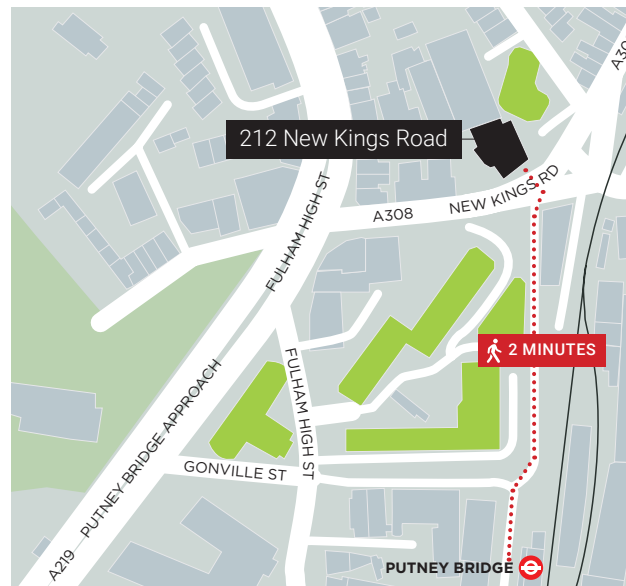 A30
212 New Kings Road
NEW KINGS RD
A308
FULHAM HIGH ST
2 MINUTES
FULHAM HIGH ST
A219
PUTNEY BRIDGE APPROACH
GONVILLE ST
PUTNEY BRIDGE